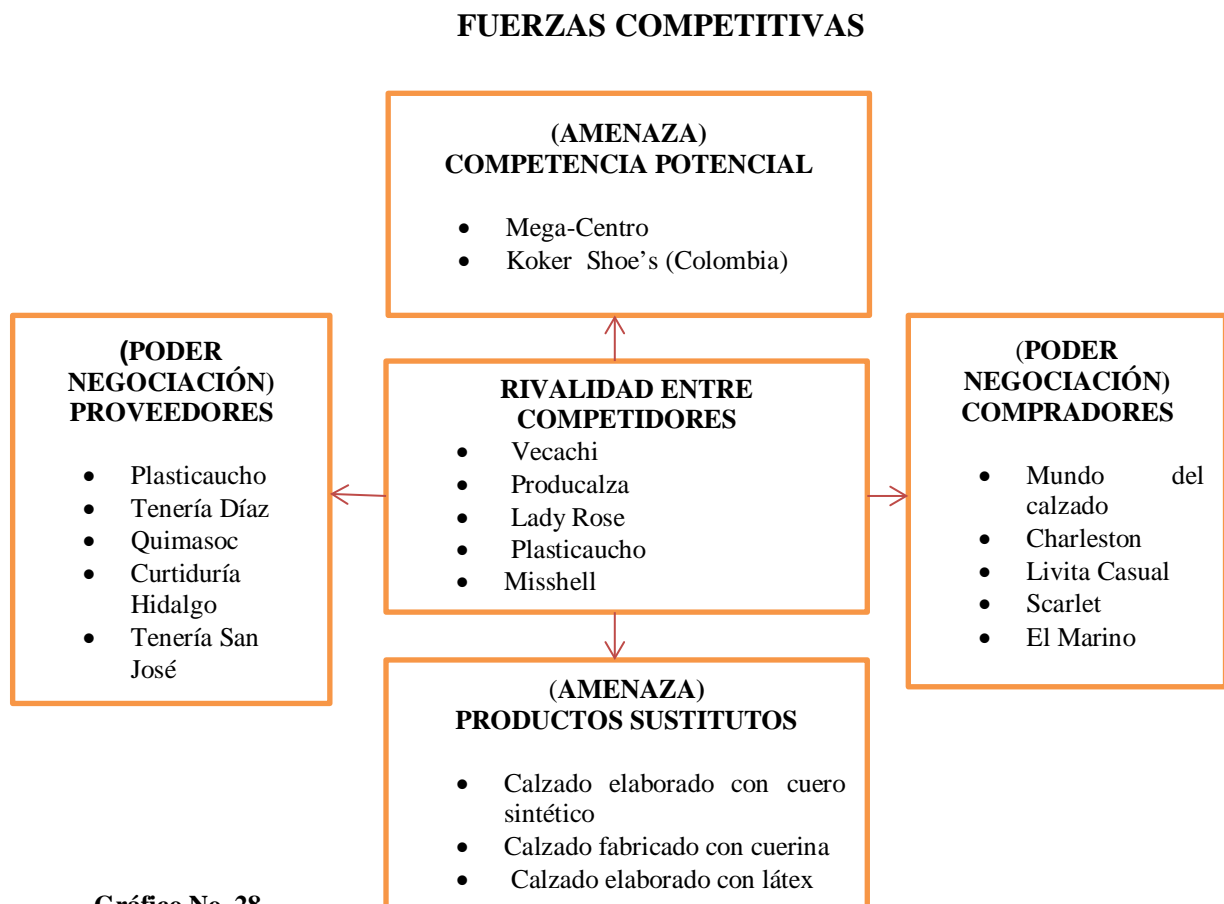 FUERZAS COMPETITIVAS
(AMENAZA)
COMPETENCIA POTENCIAL
• Mega-Centro
• Koker Shoe’s (Colombia)
(PODER
NEGOCIACIÓN)
PROVEEDORES
• Plasticaucho
• Tenería Díaz
• Quimasoc
• Curtiduría
Hidalgo
• Tenería San
José
RIVALIDAD ENTRE
COMPETIDORES
• Vecachi
• Producalza
• Lady Rose
• Plasticaucho
• Misshell
(PODER
NEGOCIACIÓN)
COMPRADORES
• Mundo del
calzado
• Charleston
• Livita Casual
• Scarlet
• El Marino
(AMENAZA)
PRODUCTOS SUSTITUTOS
• Calzado elaborado con cuero
sintético
• Calzado fabricado con cuerina
• Calzado elaborado con látex
Gráfico No. 28